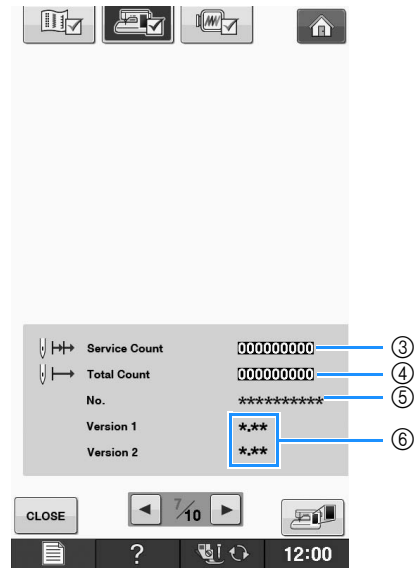 Service Count 000000000 ③
Total Count 000000000 ④
No. ********** ⑤
Version 1 *.**
⑥
Version 2 *.**
CLOSE 7/10
? 12:00